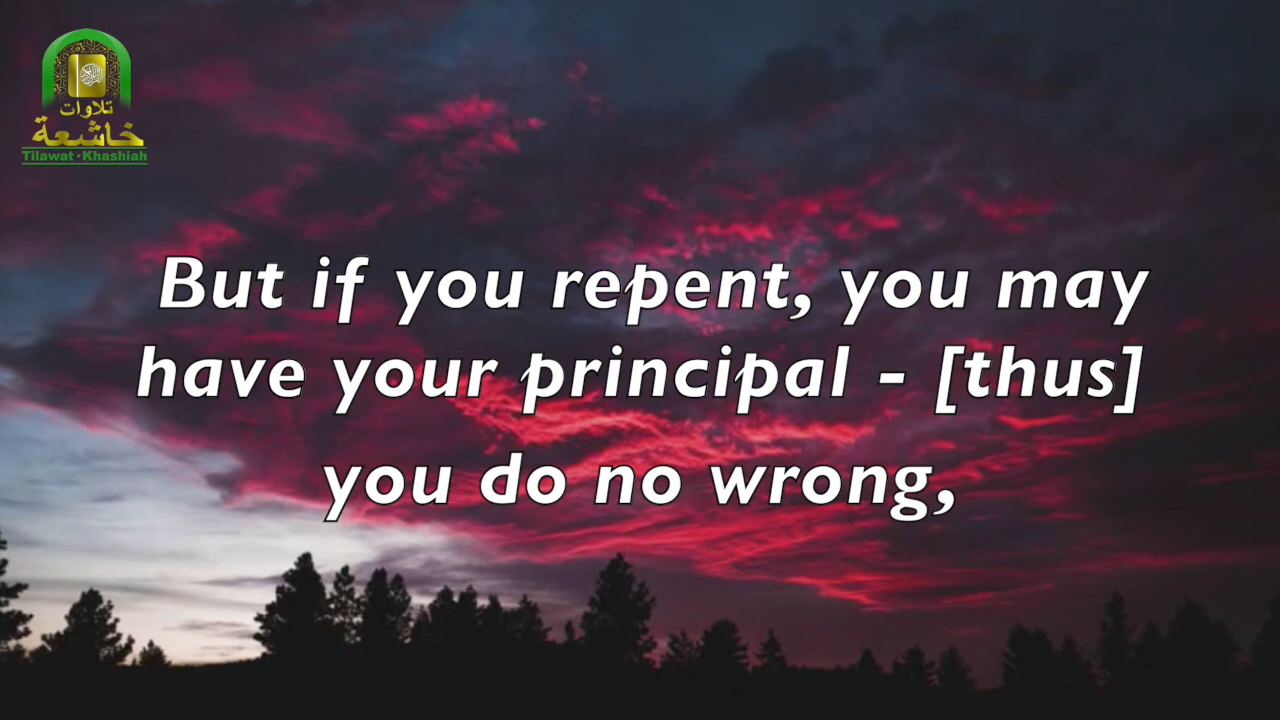 تلاوات
خاشعة
Tilawat · Khashiah
But if you repent, you may
have your principal - [thus]
you do no wrong,